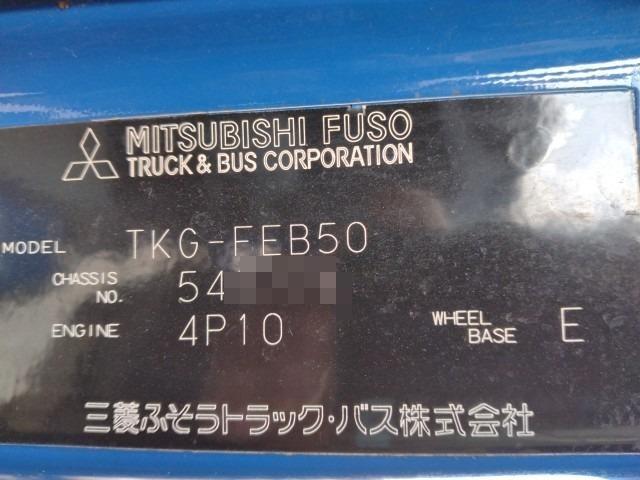 MITSUBISHI FUSO
TRUCK & BUS CORPORATION
MODEL TKG-FEB50
CHASSIS NO. 54
ENGINE 4P10 WHEEL BASE E
三菱ふそうトラック・バス株式会社